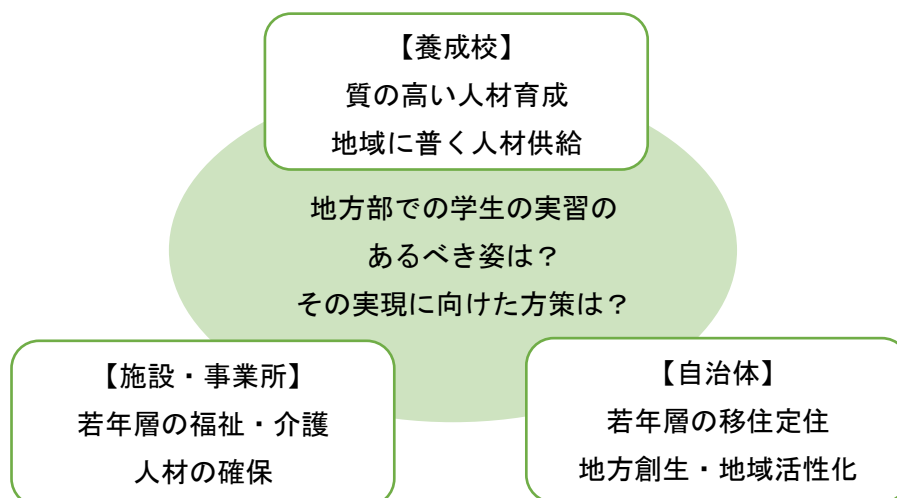 【養成校】
質の高い人材育成
地域に普く人材供給
地方部での学生の実習の
あるべき姿は？
その実現に向けた方策は？
【施設・事業所】
若年層の福祉・介護
人材の確保
【自治体】
若年層の移住定住
地方創生・地域活性化